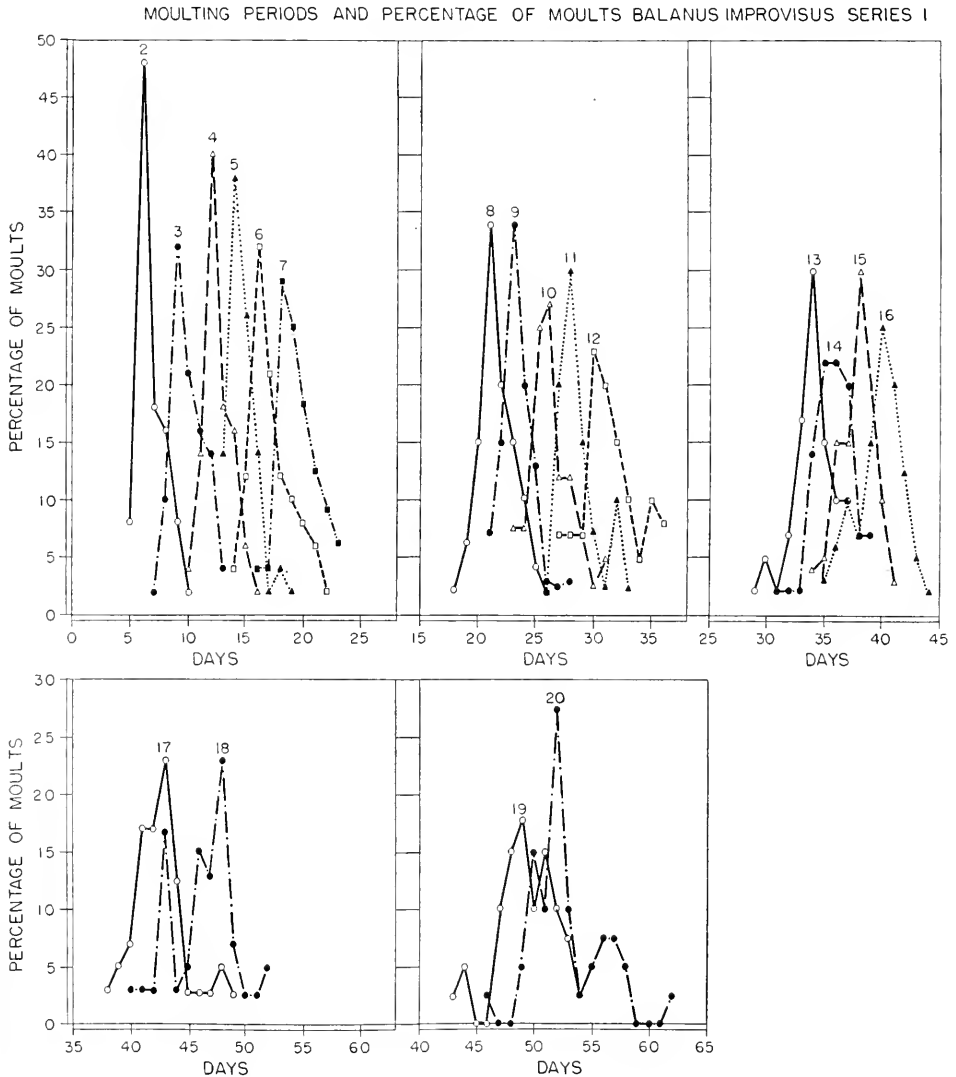 MOULTING PERIODS AND PERCENTAGE OF MOULTS BALANUS IMPROVISUS SERIES I
PERCENTAGE OF MOULTS
50
45
40
35
30
25
20
15
10
5
0
2
3
4
5
6
7
0 5 10 15 20 25
DAYS
8
9
10
11
12
15 20 25 30 35
DAYS
13
14
15
16
25 30 35 40 45
DAYS
PERCENTAGE OF MOULTS
30
25
20
15
10
5
0
17
18
35 40 45 50 55 60
DAYS
19
20
40 45 50 55 60 65
DAYS